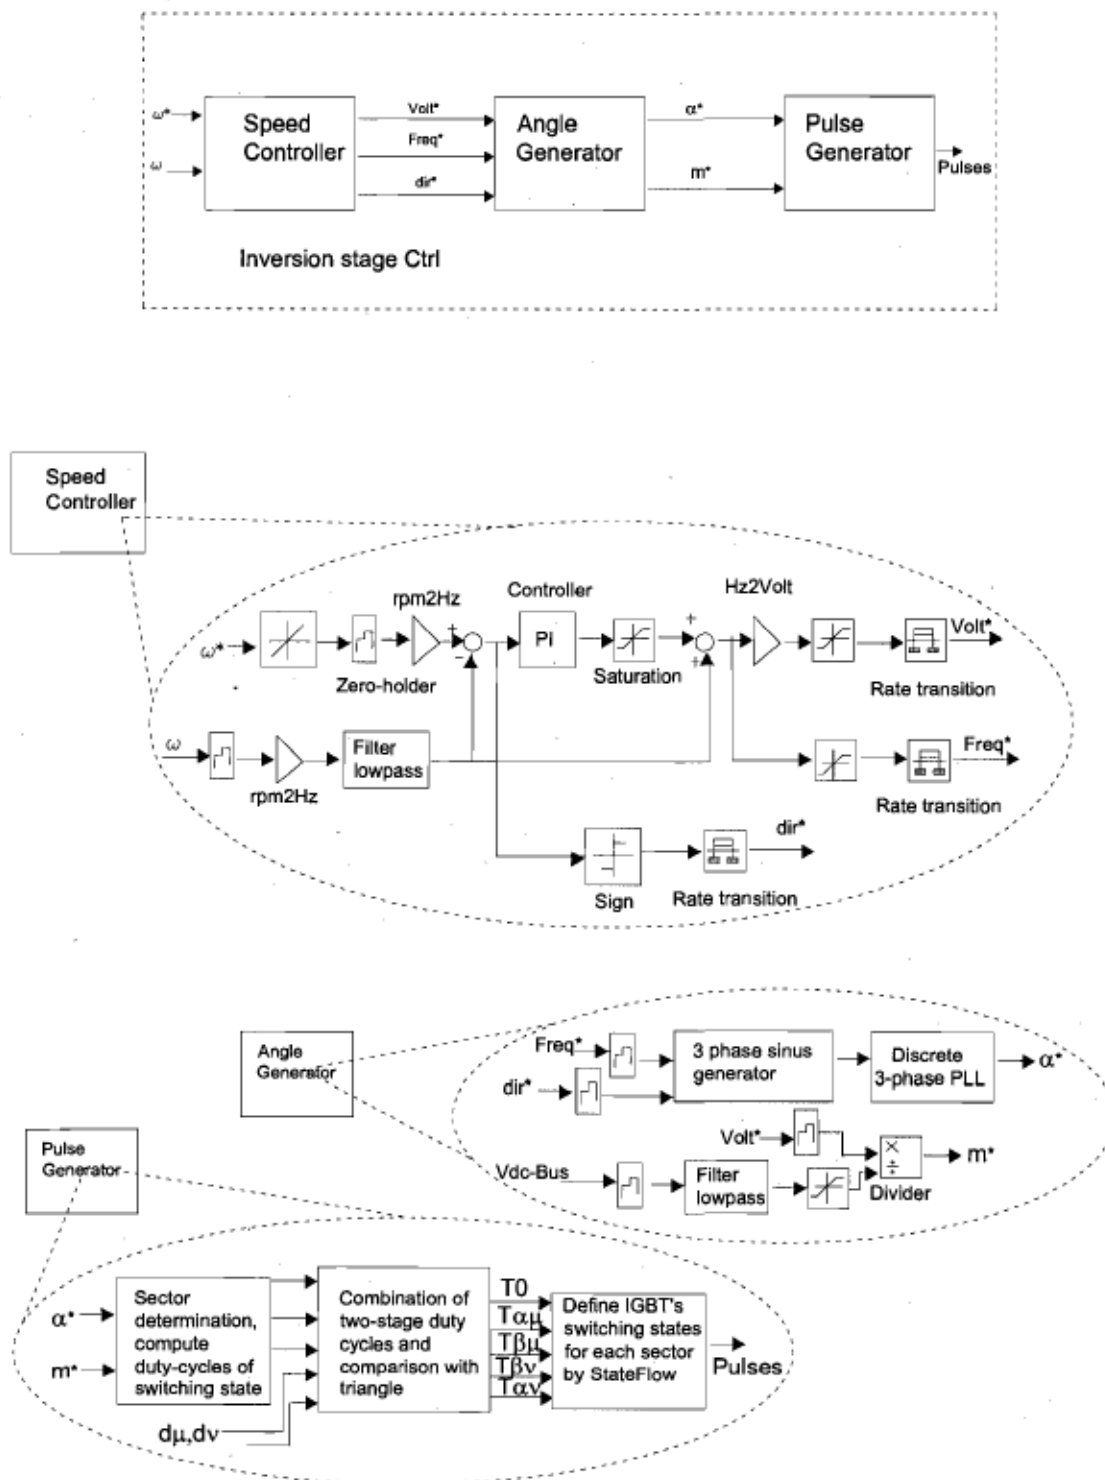 Volt*
ω*
Speed
Controller
Freq*
ω
dir*
Angle
Generator
α*
m*
Pulse
Generator
Pulses
Inversion stage Ctrl
Speed
Controller
rpm2Hz
Controller
Hz2Volt
ω*
+
-
PI
+
+
Volt*
Zero-holder
Saturation
Rate transition
ω
Filter
lowpass
rpm2Hz
Freq*
Rate transition
dir*
Sign
Rate transition
Angle
Generator
Freq*
dir*
3 phase sinus
generator
Discrete
3-phase PLL
α*
Volt*
Vdc-Bus
Filter
lowpass
×
÷
Divider
m*
Pulse
Generator
α*
m*
Sector
determination,
compute
duty-cycles of
switching state
dμ,dν
Combination of
two-stage duty
cycles and
comparison with
triangle
T0
Tαμ
Tβμ
Tβν
Tαν
Define IGBT's
switching states
for each sector
by StateFlow
Pulses